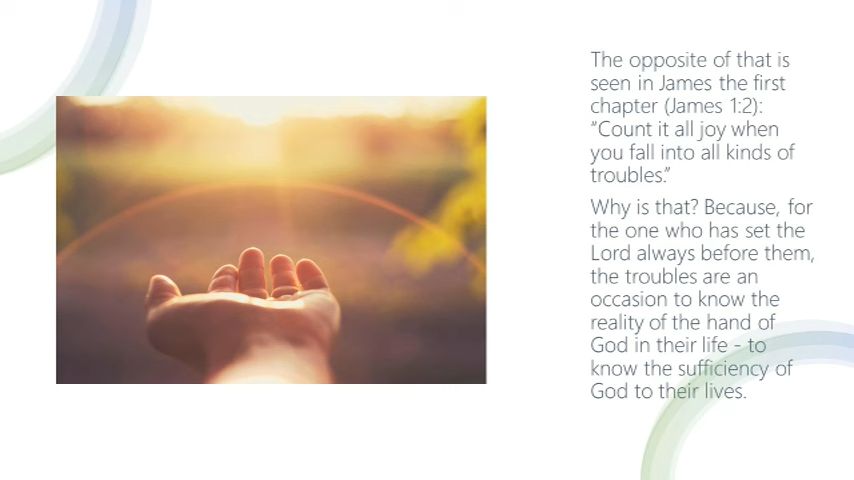 The opposite of that is
seen in James the first
chapter (James 1:2):
“Count it all joy when
you fall into all kinds of
troubles.”
Why is that? Because, for
the one who has set the
Lord always before them,
the troubles are an
occasion to know the
reality of the hand of
God in their life - to
know the sufficiency of
God to their lives.